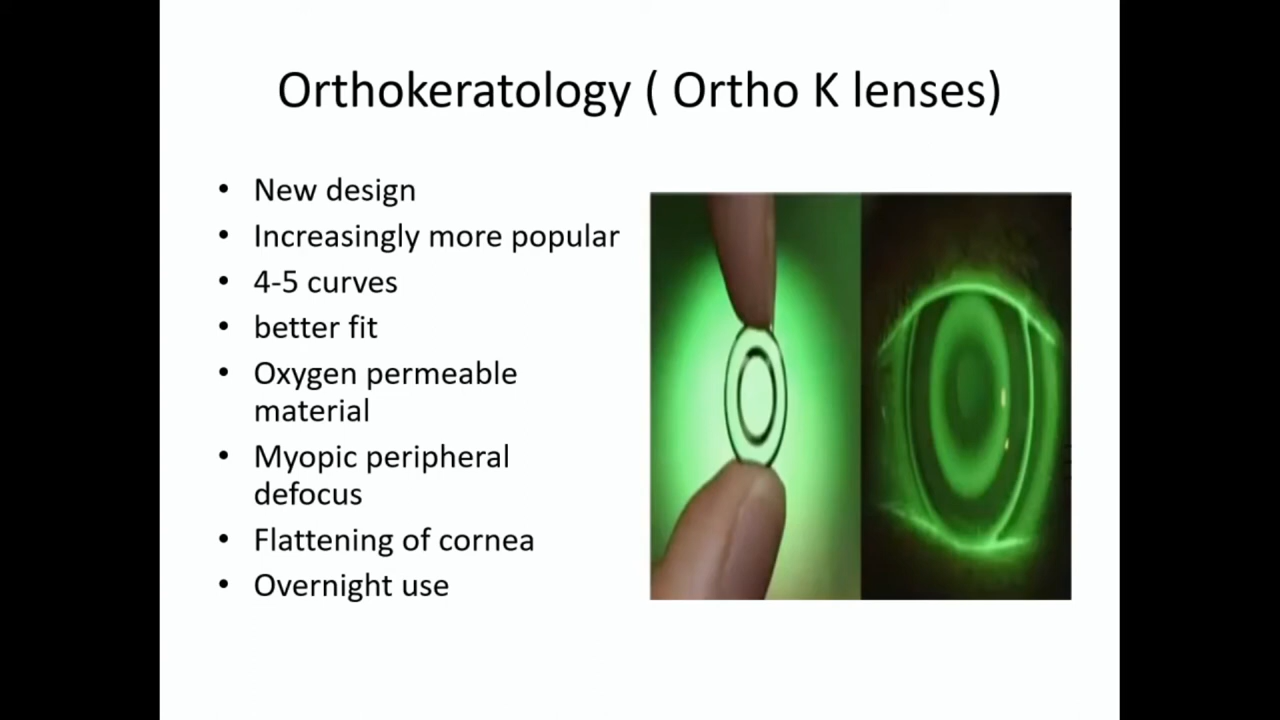 Orthokeratology ( Ortho K lenses)
• New design
• Increasingly more popular
• 4-5 curves
• better fit
• Oxygen permeable
material
• Myopic peripheral
defocus
• Flattening of cornea
• Overnight use